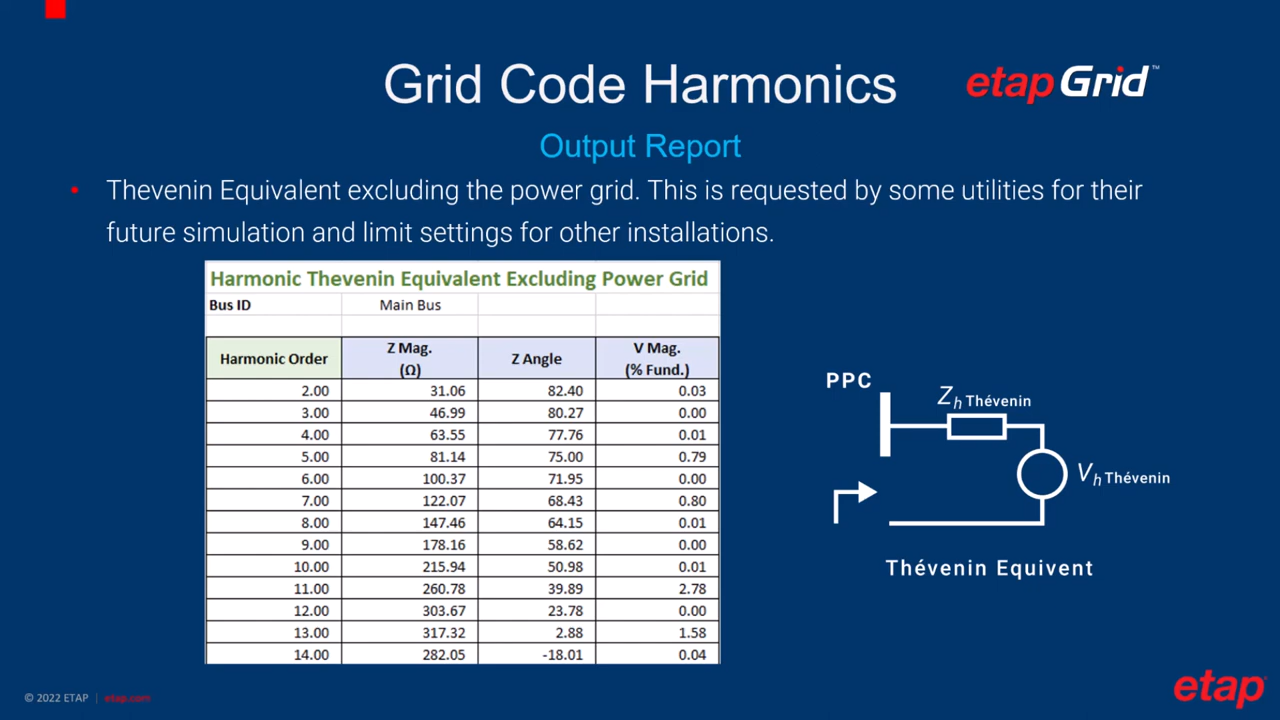 Grid Code Harmonics
etap Grid™
Output Report
• Thevenin Equivalent excluding the power grid. This is requested by some utilities for their
future simulation and limit settings for other installations.
Harmonic Thevenin Equivalent Excluding Power Grid
Bus ID Main Bus
Harmonic Order Z Mag. (Ω) Z Angle V Mag. (% Fund.)
2.00 31.06 82.40 0.03
3.00 46.99 80.27 0.00
4.00 63.55 77.76 0.01
5.00 81.14 75.00 0.79
6.00 100.37 71.95 0.00
7.00 122.07 68.43 0.80
8.00 147.46 64.15 0.01
9.00 178.16 58.62 0.00
10.00 215.94 50.98 0.01
11.00 260.78 39.89 2.78
12.00 303.67 23.78 0.00
13.00 317.32 2.88 1.58
14.00 282.05 -18.01 0.04
PPC
Zh Thévenin
Vh Thévenin
Thévenin Equivent
© 2022 ETAP | etap.com
etap®